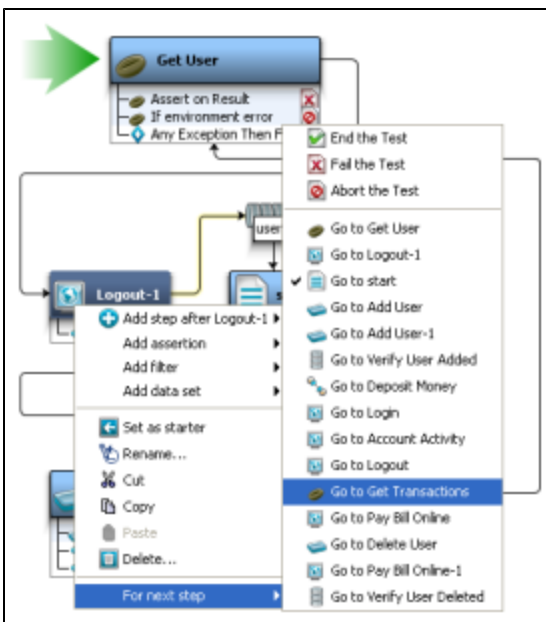 Get User
Assert on Result
If environment error
Any Exception Then F
End the Test
Fail the Test
Abort the Test
user
Go to Get User
Go to Logout-1
Go to start
Go to Add User
Go to Add User-1
Go to Verify User Added
Go to Deposit Money
Go to Login
Go to Account Activity
Go to Logout
Go to Get Transactions
Go to Pay Bill Online
Go to Delete User
Go to Pay Bill Online-1
Go to Verify User Deleted
Logout-1
s
Add step after Logout-1
Add assertion
Add filter
Add data set
Set as starter
Rename...
Cut
Copy
Paste
Delete...
For next step